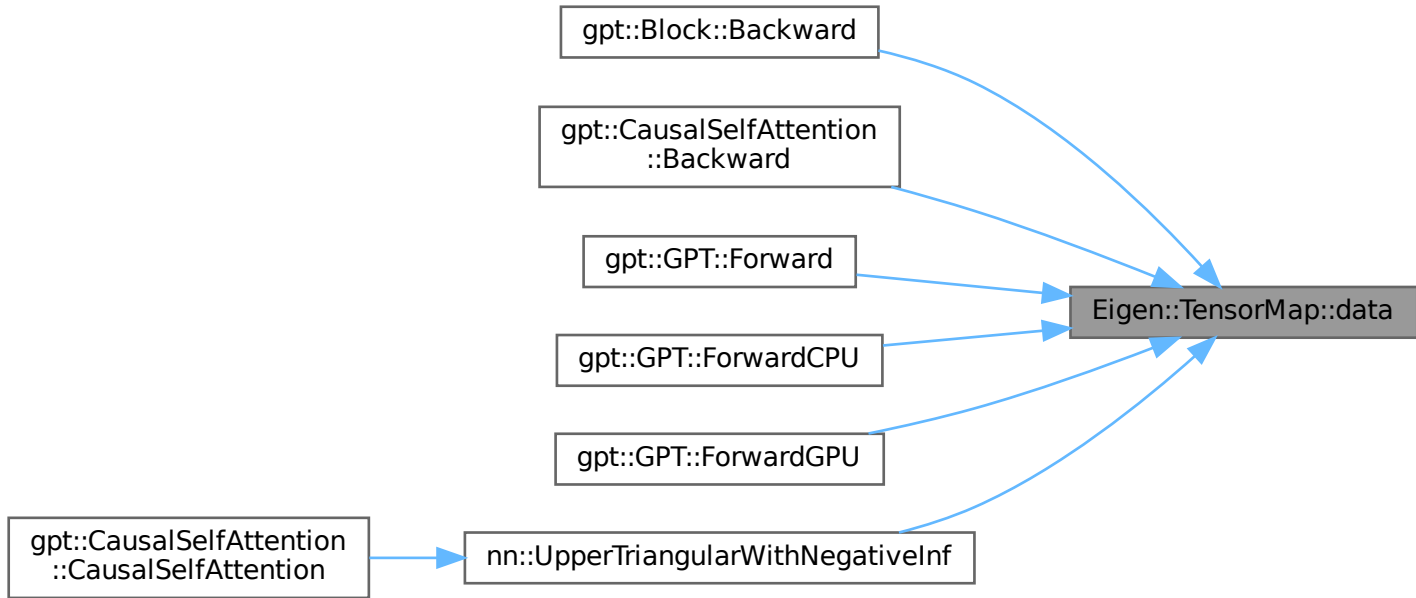 gpt::Block::Backward
gpt::CausalSelfAttention
::Backward
gpt::GPT::Forward
Eigen::TensorMap::data
gpt::GPT::ForwardCPU
gpt::GPT::ForwardGPU
gpt::CausalSelfAttention
::CausalSelfAttention
nn::UpperTriangularWithNegativeInf